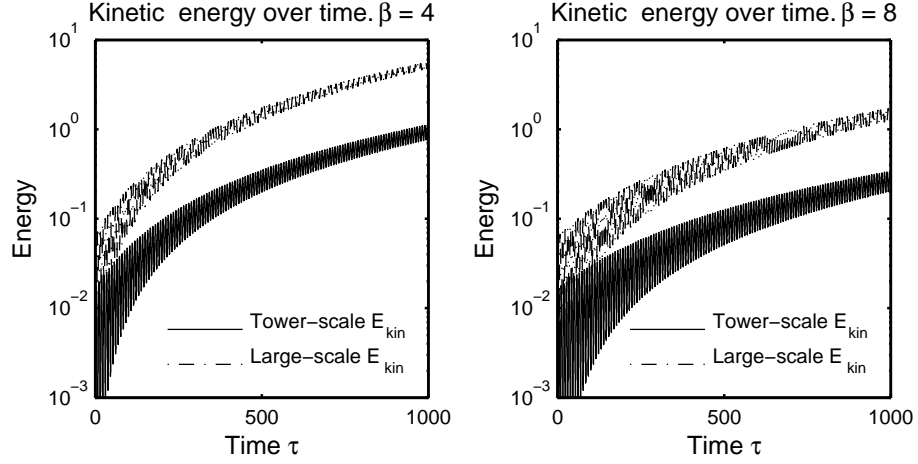 Kinetic energy over time. β = 4
Energy
10^1
10^0
10^-1
10^-2
10^-3
Tower-scale E_kin
Large-scale E_kin
0
500
1000
Time τ
Kinetic energy over time. β = 8
Energy
10^1
10^0
10^-1
10^-2
10^-3
Tower-scale E_kin
Large-scale E_kin
0
500
1000
Time τ